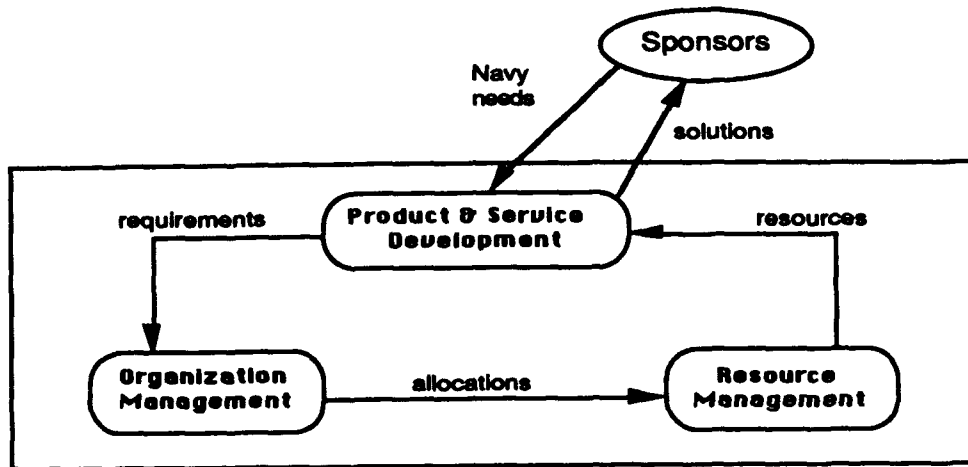 Sponsors
Navy
needs
solutions
requirements
Product & Service
Development
resources
Organization
Management
allocations
Resource
Management